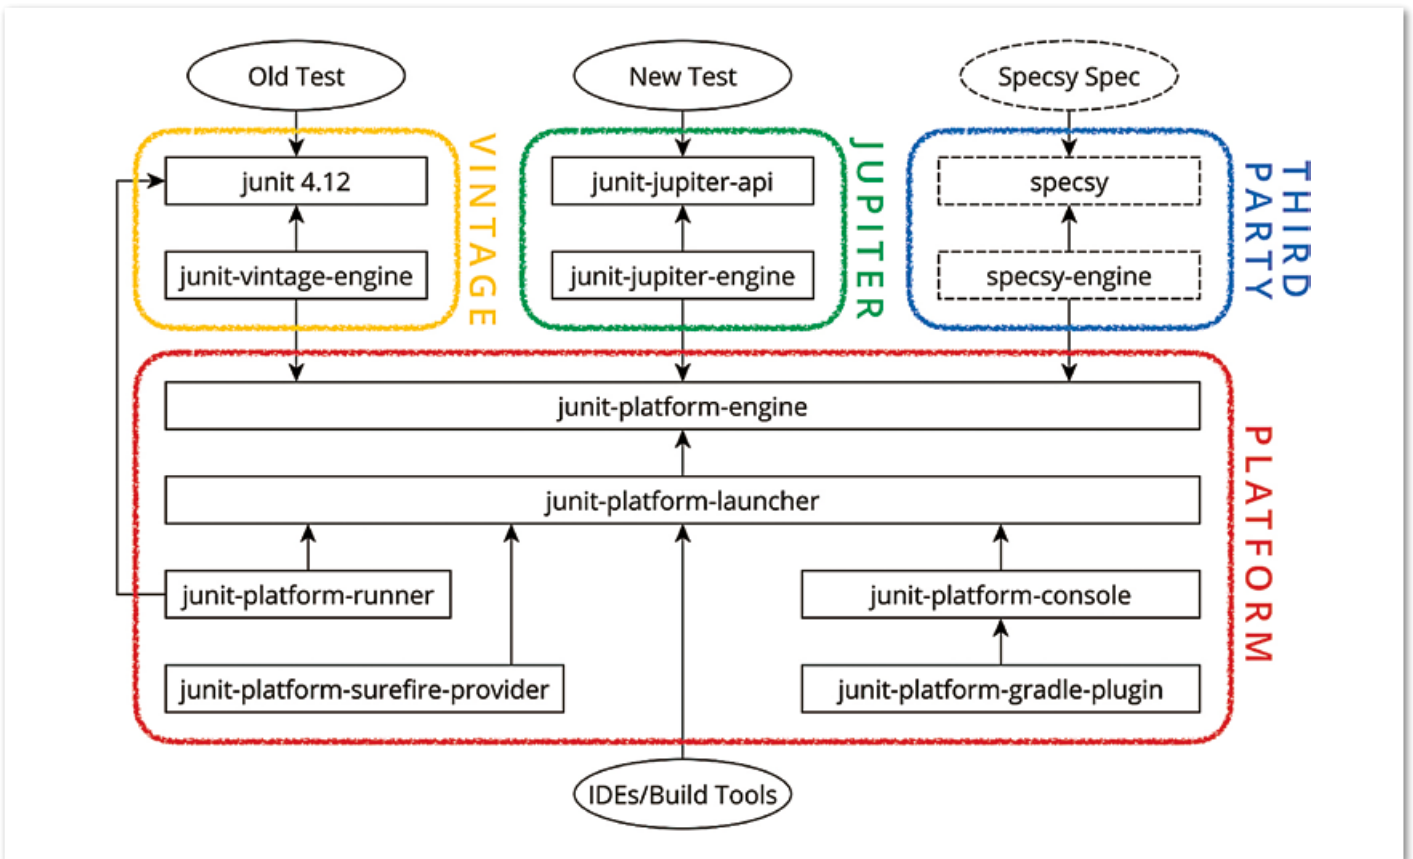 Old Test
New Test
Specsy Spec
VINTAGE
JUPITER
THIRD
PARTY
junit 4.12
junit-jupiter-api
specsy
junit-vintage-engine
junit-jupiter-engine
specsy-engine
PLATFORM
junit-platform-engine
junit-platform-launcher
junit-platform-runner
junit-platform-console
junit-platform-surefire-provider
junit-platform-gradle-plugin
IDEs/Build Tools